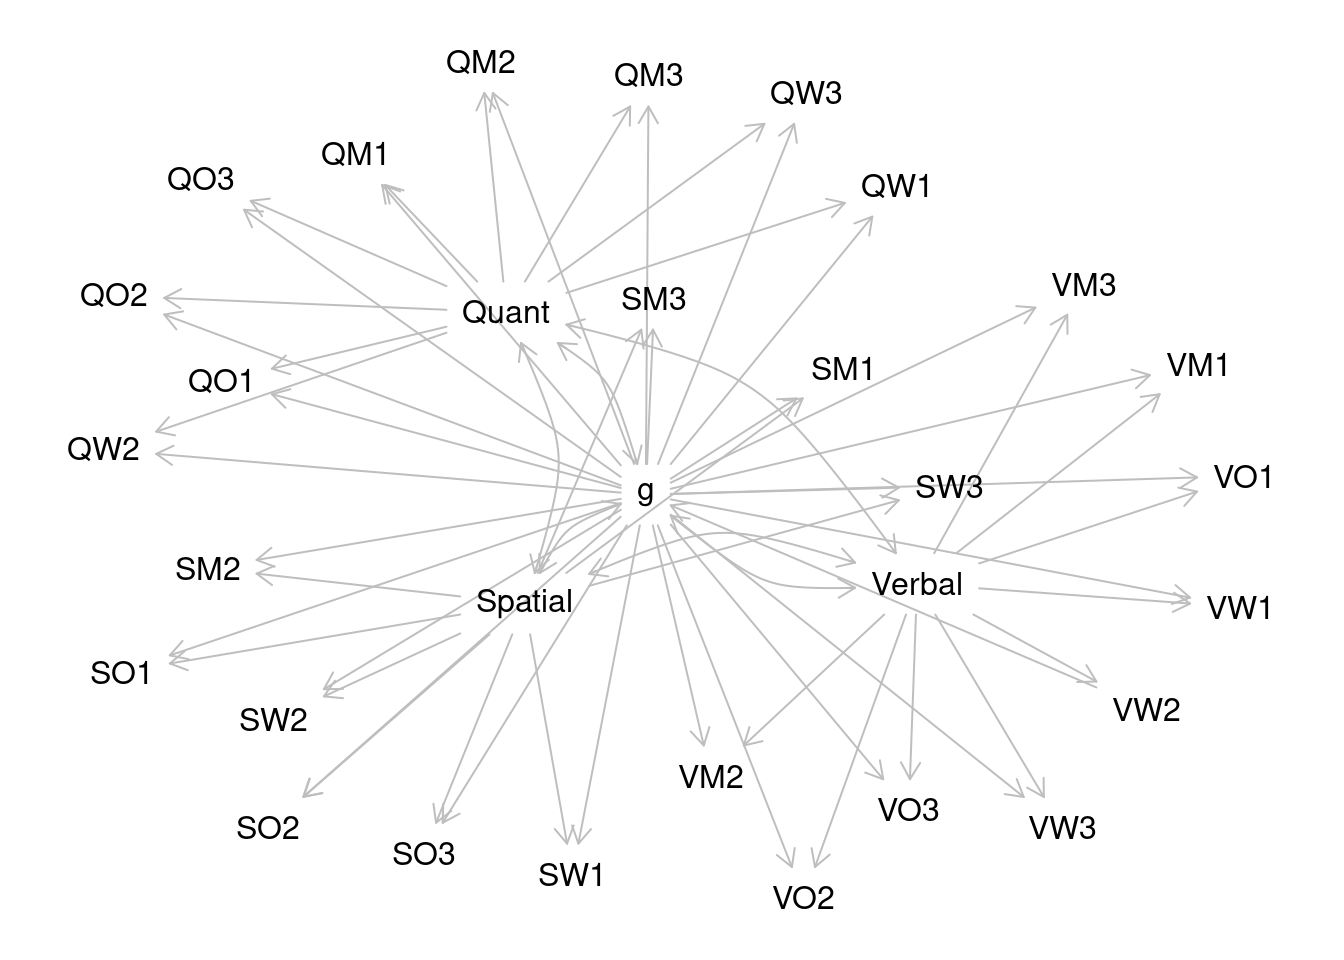 QM2
QM3
QW3
QM1
QO3
QW1
VM3
QO2
SM3
Quant
VM1
SM1
QO1
QW2
VO1
SW3
g
SM2
Verbal
Spatial
VW1
SO1
VW2
SW2
VM2
VO3
SO2
VW3
SO3
SW1
VO2